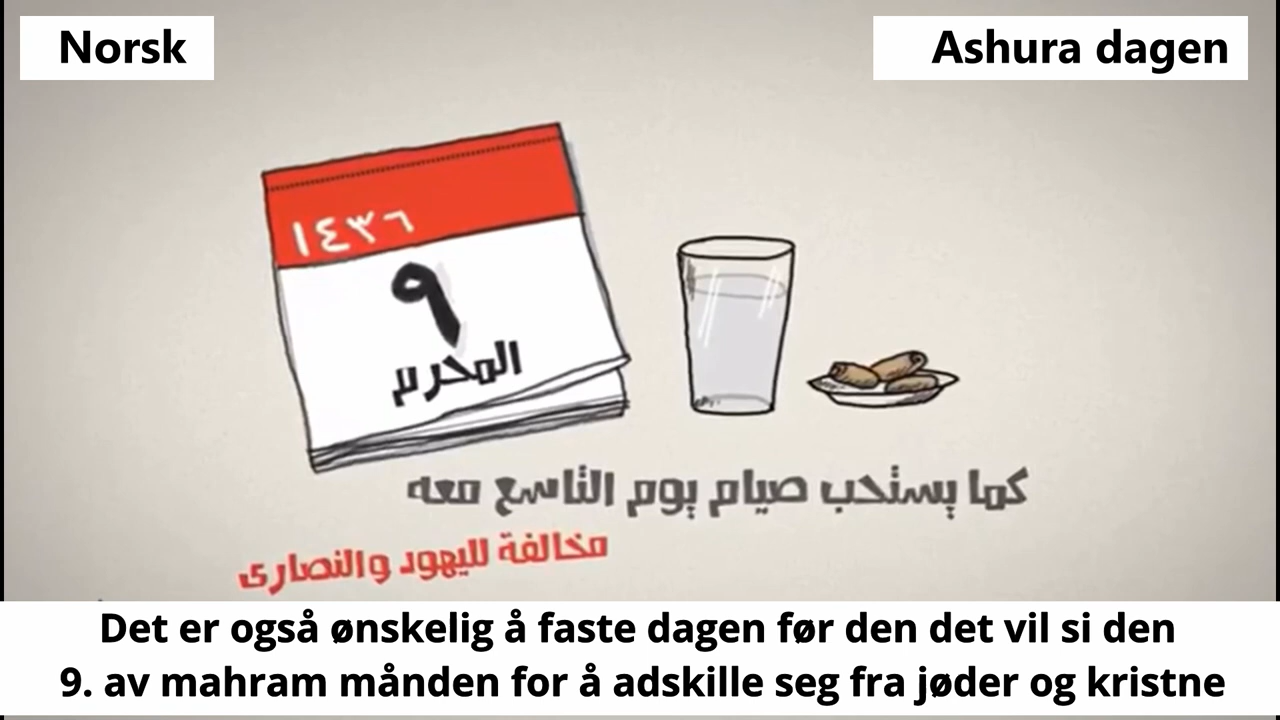 Norsk
Ashura dagen
١٤٣٦
٩
المحرم
كما يستحب صيام يوم التاسع معه
مخالفة لليهود والنصارى
Det er også ønskelig å faste dagen før den det vil si den
9. av mahram månden for å adskille seg fra jøder og kristne